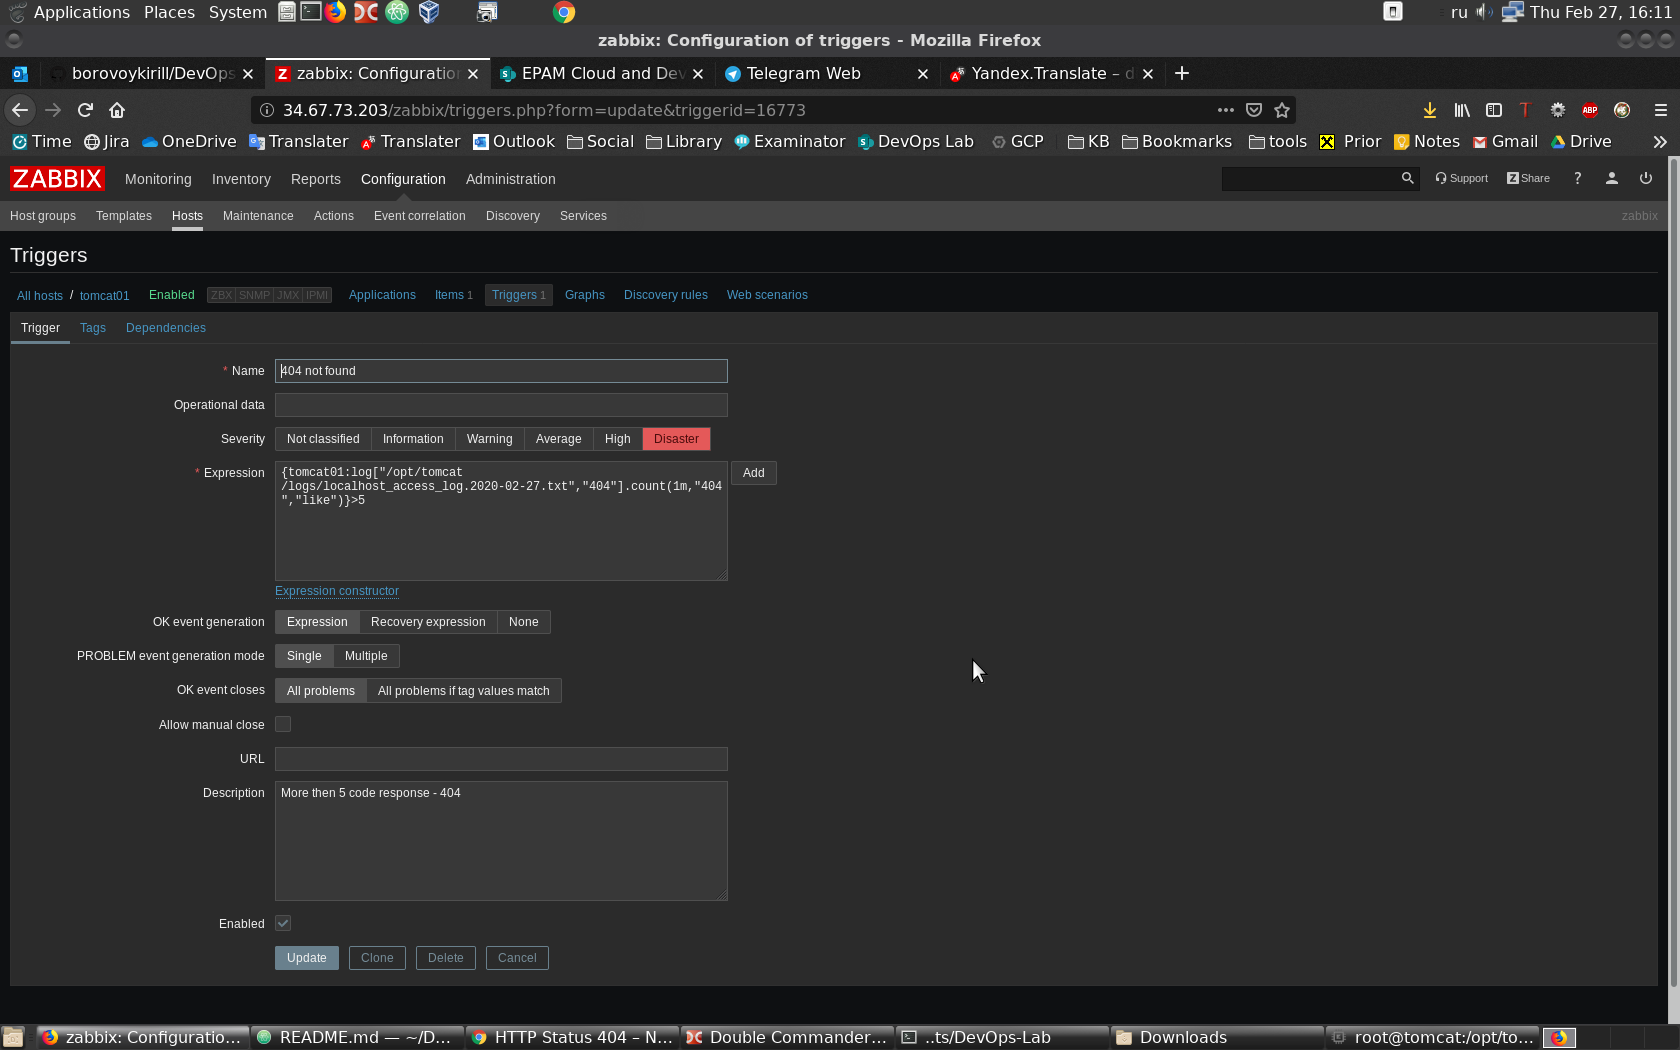 Applications Places System ru Thu Feb 27, 16:11
zabbix: Configuration of triggers - Mozilla Firefox
borovoykirill/DevOps zabbix: Configuratio EPAM Cloud and Dev Telegram Web Yandex.Translate – d
34.67.73.203/zabbix/triggers.php?form=update&triggerid=16773
Time Jira OneDrive Translater Translater Outlook Social Library Examinator DevOps Lab GCP KB Bookmarks tools Prior Notes Gmail Drive
ZABBIX Monitoring Inventory Reports Configuration Administration Support Z Share ?
Host groups Templates Hosts Maintenance Actions Event correlation Discovery Services zabbix
Triggers
All hosts / tomcat01 Enabled ZBX SNMP JMX IPMI Applications Items 1 Triggers 1 Graphs Discovery rules Web scenarios
Trigger Tags Dependencies
* Name 404 not found
Operational data
Severity Not classified Information Warning Average High Disaster
* Expression {tomcat01:log["/opt/tomcat Add
/logs/localhost_access_log.2020-02-27.txt","404"].count(1m,"404
","like")}>5
Expression constructor
OK event generation Expression Recovery expression None
PROBLEM event generation mode Single Multiple
OK event closes All problems All problems if tag values match
Allow manual close
URL
Description More then 5 code response - 404
Enabled
Update Clone Delete Cancel
zabbix: Configuratio... README.md — ~/D... HTTP Status 404 – N... Double Commander... ..ts/DevOps-Lab Downloads root@tomcat:/opt/to...